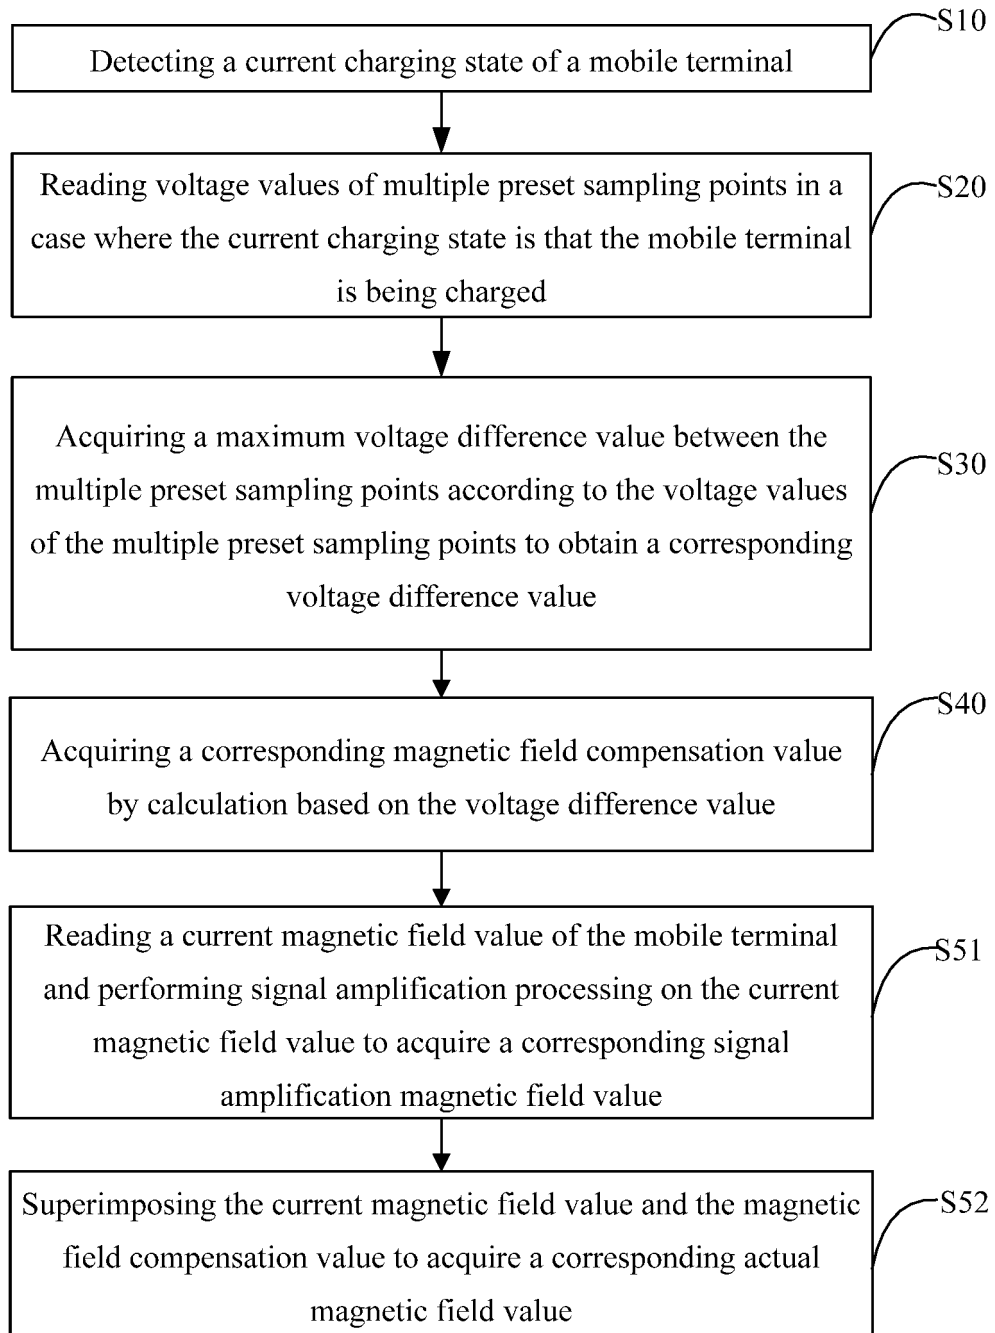 S10
Detecting a current charging state of a mobile terminal
Reading voltage values of multiple preset sampling points in a
S20
case where the current charging state is that the mobile terminal
is being charged
Acquiring a maximum voltage difference value between the
S30
multiple preset sampling points according to the voltage values
of the multiple preset sampling points to obtain a corresponding
voltage difference value
S40
Acquiring a corresponding magnetic field compensation value
by calculation based on the voltage difference value
Reading a current magnetic field value of the mobile terminal
S51
and performing signal amplification processing on the current
magnetic field value to acquire a corresponding signal
amplification magnetic field value
Superimposing the current magnetic field value and the magnetic
S52
field compensation value to acquire a corresponding actual
magnetic field value